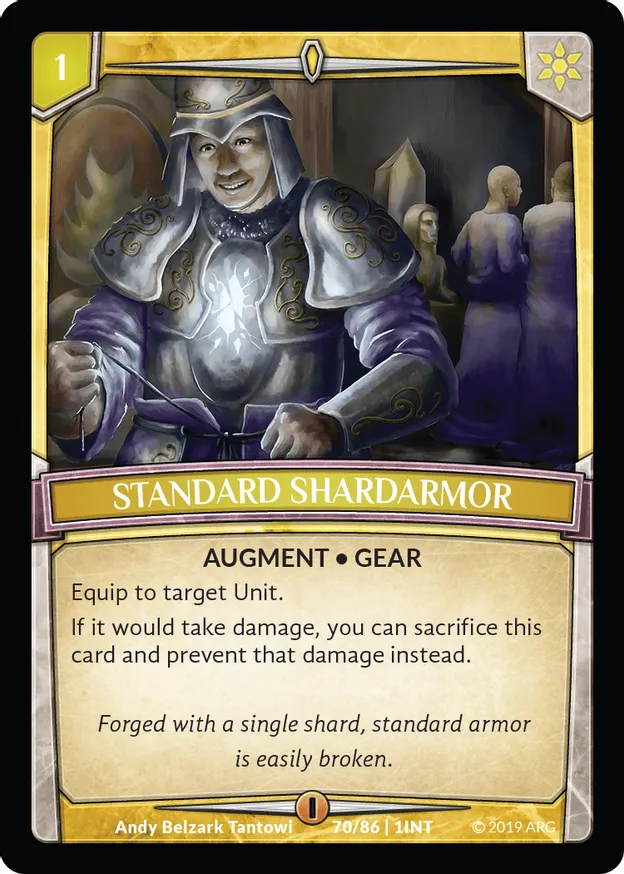 1
STANDARD SHARDARMOR
AUGMENT • GEAR
Equip to target Unit.
If it would take damage, you can sacrifice this
card and prevent that damage instead.
Forged with a single shard, standard armor
is easily broken.
I
Andy Belzark Tantowi 70/86 | 1INT © 2019 ARG